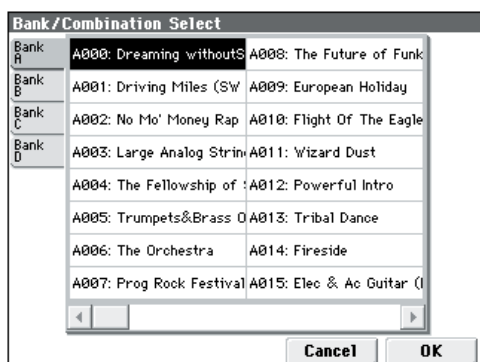 Bank/Combination Select
Bank A
Bank B
Bank C
Bank D
A000: Dreaming withoutS
A001: Driving Miles (SW
A002: No Mo' Money Rap
A003: Large Analog Strin
A004: The Fellowship of
A005: Trumpets&Brass O
A006: The Orchestra
A007: Prog Rock Festival
A008: The Future of Funk
A009: European Holiday
A010: Flight Of The Eagle
A011: Wizard Dust
A012: Powerful Intro
A013: Tribal Dance
A014: Fireside
A015: Elec & Ac Guitar (
Cancel
OK